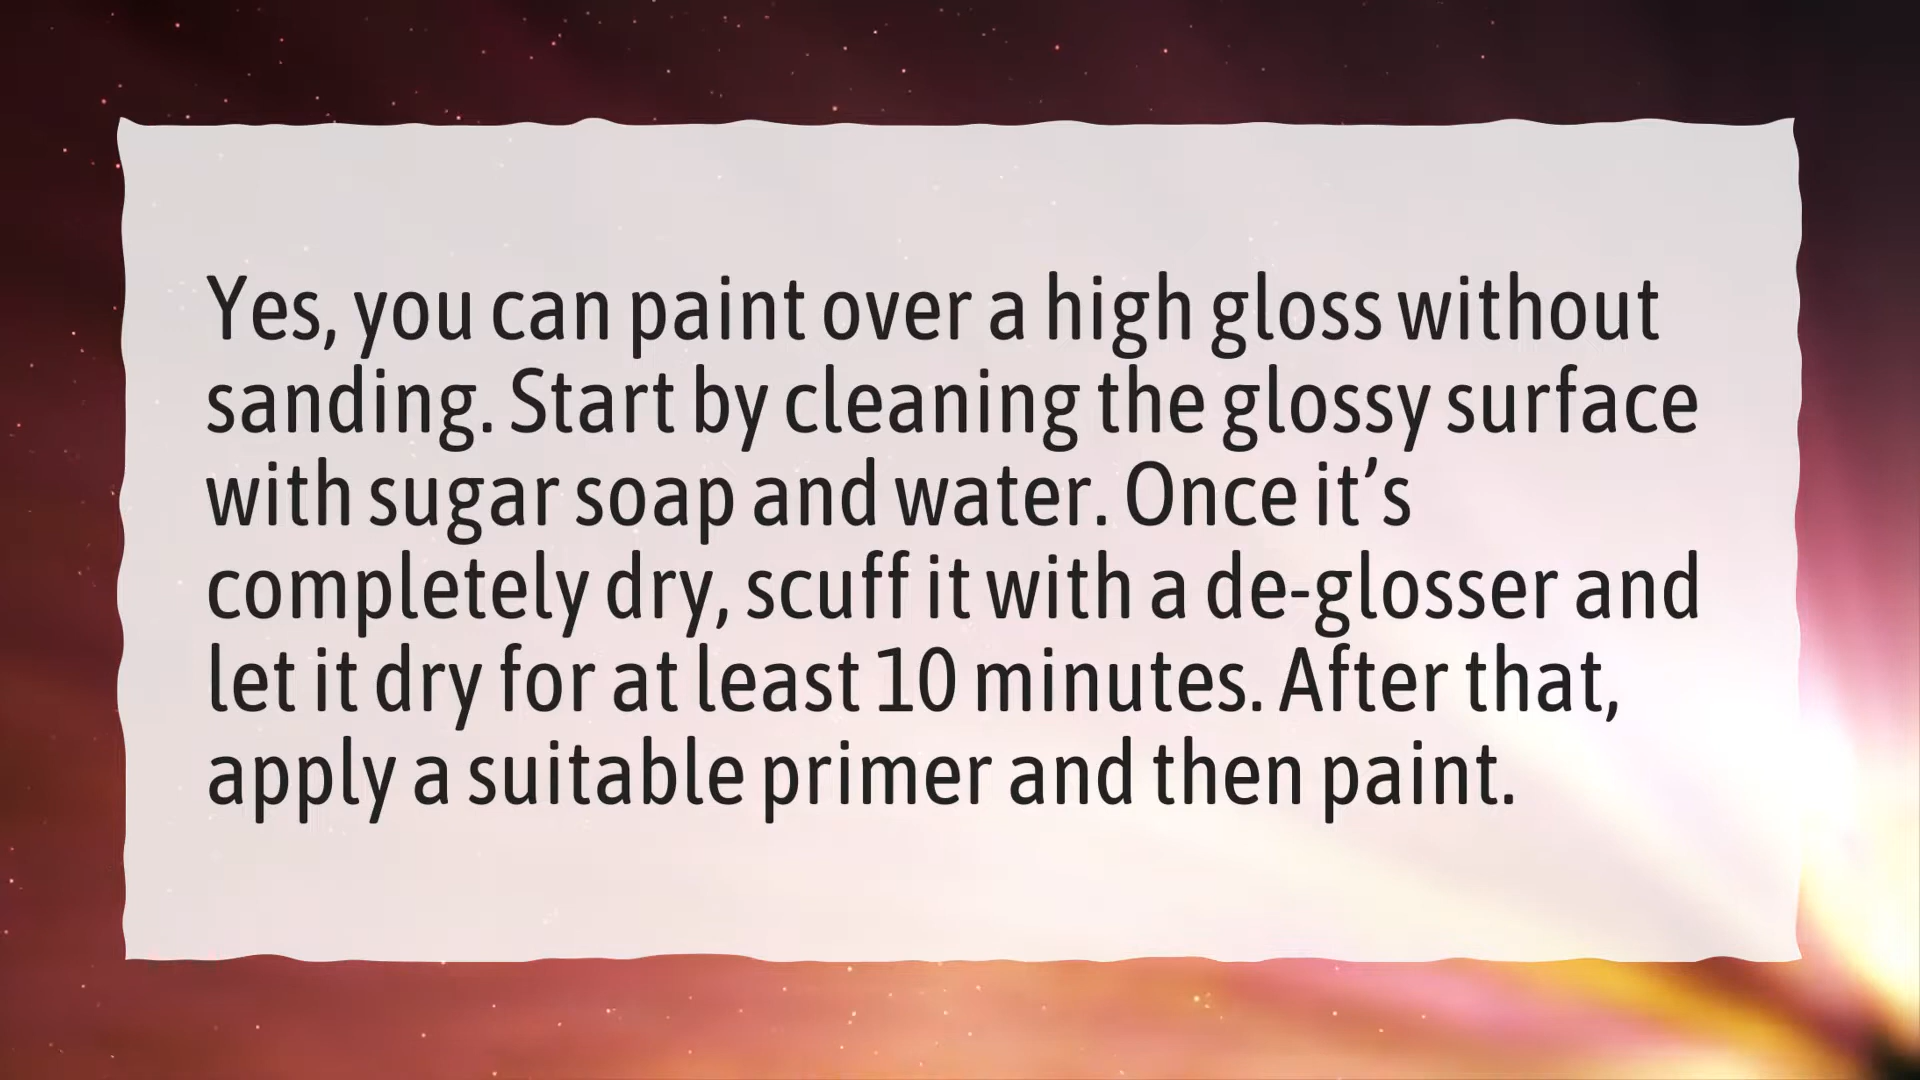 Yes, you can paint over a high gloss without
sanding. Start by cleaning the glossy surface
with sugar soap and water. Once it’s
completely dry, scuff it with a de-glosser and
let it dry for at least 10 minutes. After that,
apply a suitable primer and then paint.